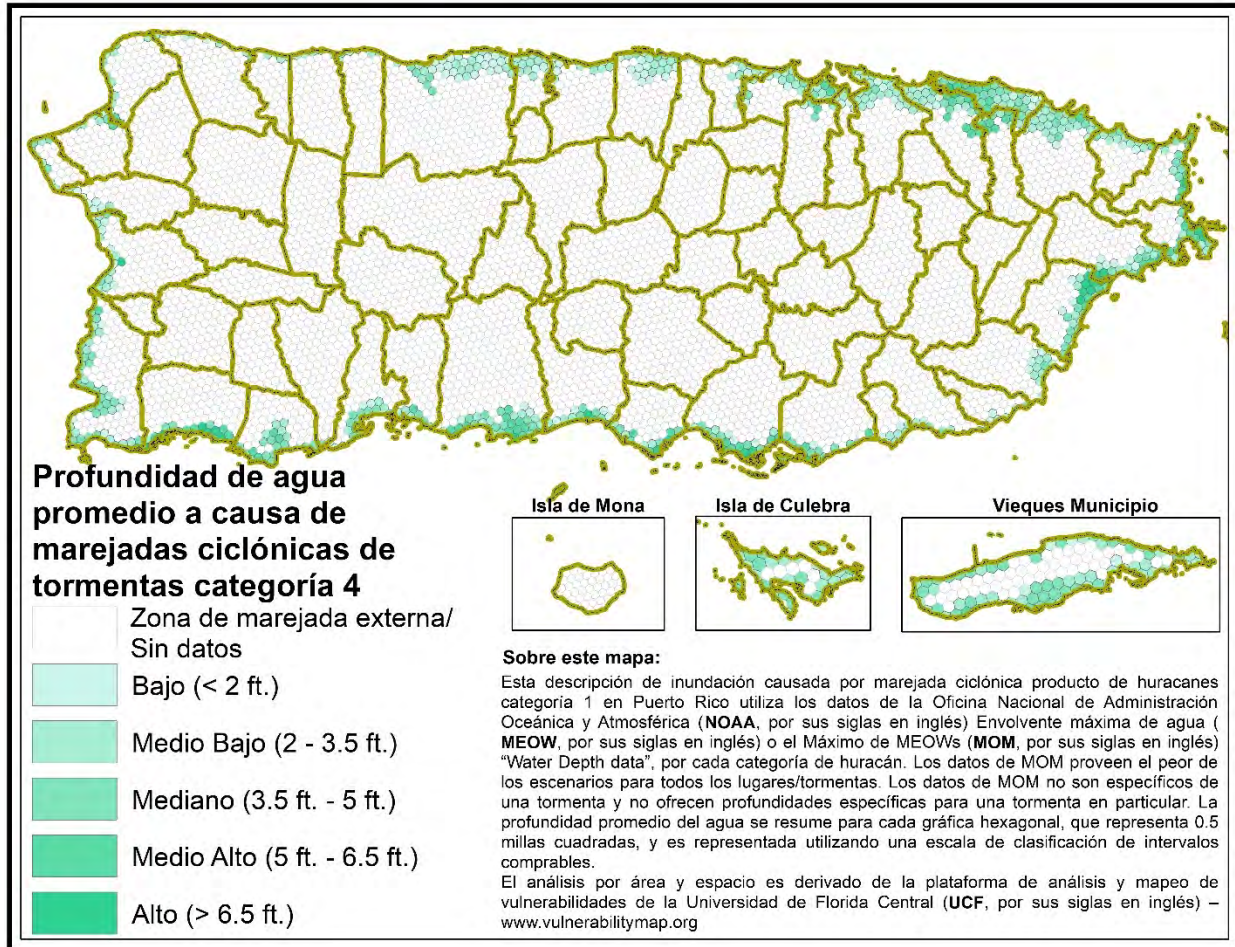 Profundidad de agua
promedio a causa de
marejadas ciclónicas de
tormentas categoría 4
Zona de marejada externa/
Sin datos
Bajo (< 2 ft.)
Medio Bajo (2 - 3.5 ft.)
Mediano (3.5 ft. - 5 ft.)
Medio Alto (5 ft. - 6.5 ft.)
Alto (> 6.5 ft.)
Isla de Mona
Isla de Culebra
Vieques Municipio
Sobre este mapa:
Esta descripción de inundación causada por marejada ciclónica producto de huracanes
categoría 1 en Puerto Rico utiliza los datos de la Oficina Nacional de Administración
Oceánica y Atmosférica (NOAA, por sus siglas en inglés) Envolvente máxima de agua (
MEOW, por sus siglas en inglés) o el Máximo de MEOWs (MOM, por sus siglas en inglés)
“Water Depth data”, por cada categoría de huracán. Los datos de MOM proveen el peor de
los escenarios para todos los lugares/tormentas. Los datos de MOM no son específicos de
una tormenta y no ofrecen profundidades específicas para una tormenta en particular. La
profundidad promedio del agua se resume para cada gráfica hexagonal, que representa 0.5
millas cuadradas, y es representada utilizando una escala de clasificación de intervalos
comprables.
El análisis por área y espacio es derivado de la plataforma de análisis y mapeo de
vulnerabilidades de la Universidad de Florida Central (UCF, por sus siglas en inglés) –
www.vulnerabilitymap.org